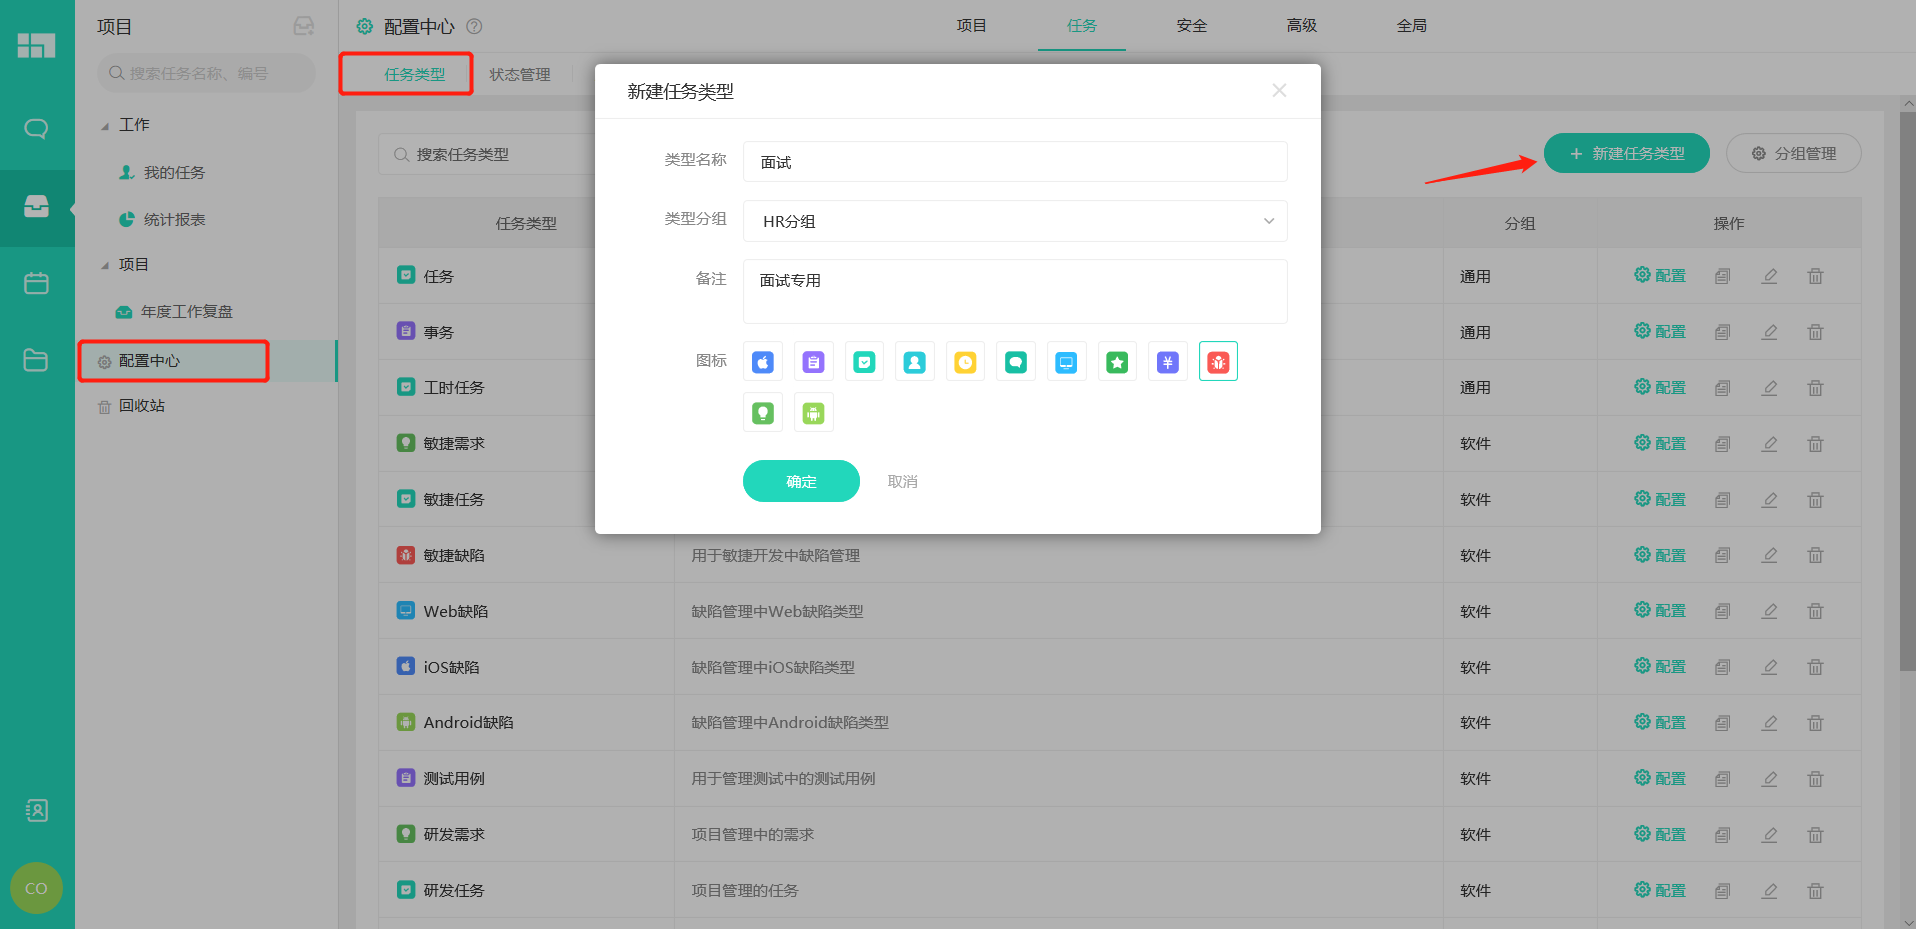 项目
搜索任务名称、编号
工作
我的任务
统计报表
项目
年度工作复盘
配置中心
回收站
CO
配置中心
项目
任务
安全
高级
全局
任务类型
状态管理
搜索任务类型
新建任务类型
分组管理
任务类型
分组
操作
任务
通用
配置
事务
通用
配置
工时任务
通用
配置
敏捷需求
软件
配置
敏捷任务
软件
配置
敏捷缺陷
用于敏捷开发中缺陷管理
软件
配置
Web缺陷
缺陷管理中Web缺陷类型
软件
配置
iOS缺陷
缺陷管理中iOS缺陷类型
软件
配置
Android缺陷
缺陷管理中Android缺陷类型
软件
配置
测试用例
用于管理测试中的测试用例
软件
配置
研发需求
项目管理中的需求
软件
配置
研发任务
项目管理的任务
软件
配置
新建任务类型
类型名称
面试
类型分组
HR分组
备注
面试专用
图标
确定
取消